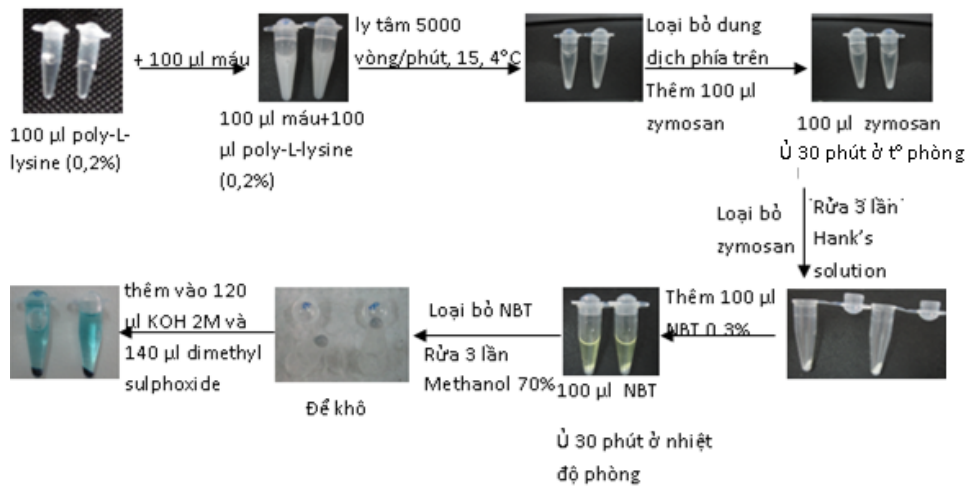 100 µl poly-L-
lysine (0,2%)
+ 100 µl máu
100 µl máu+100
µl poly-L-lysine
(0,2%)
ly tâm 5000
vòng/phút, 15, 4°C
Loại bỏ dung
dịch phía trên
Thêm 100 µl
zymosan
100 µl zymosan
Ủ 30 phút ở t° phòng
Loại bỏ
zymosan
Rửa 3 lần
Hank's
solution
Thêm 100 µl
NBT 0,3%
100 µl NBT
Ủ 30 phút ở nhiệt
độ phòng
Loại bỏ NBT
Rửa 3 lần
Methanol 70%
Để khô
thêm vào 120
µl KOH 2M và
140 µl dimethyl
sulphoxide